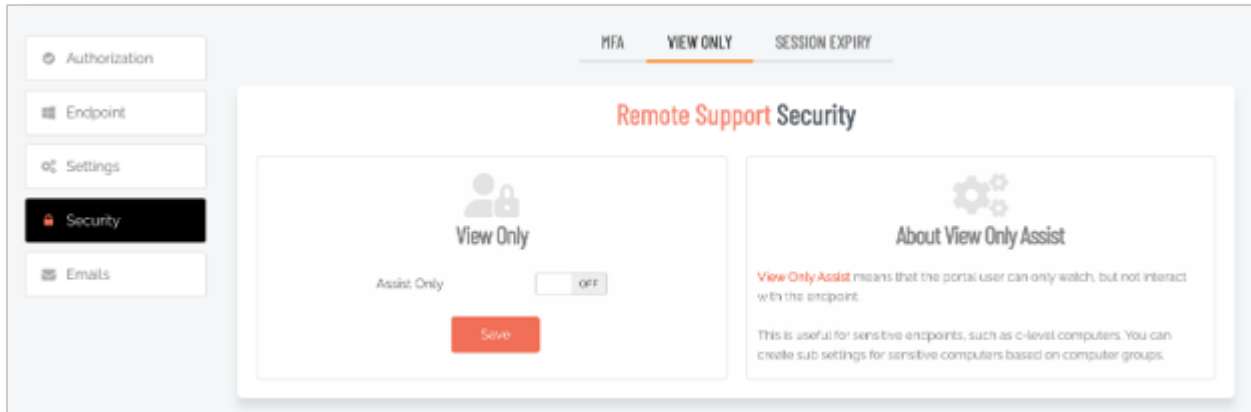 MFA VIEW ONLY SESSION EXPIRY
Authorization
Endpoint
Settings
Security
Emails
Remote Support Security
View Only
Assist Only OFF
Save
About View Only Assist
View Only Assist means that the portal user can only watch, but not interact
with the endpoint.
This is useful for sensitive endpoints, such as c-level computers. You can
create sub settings for sensitive computers based on computer groups.